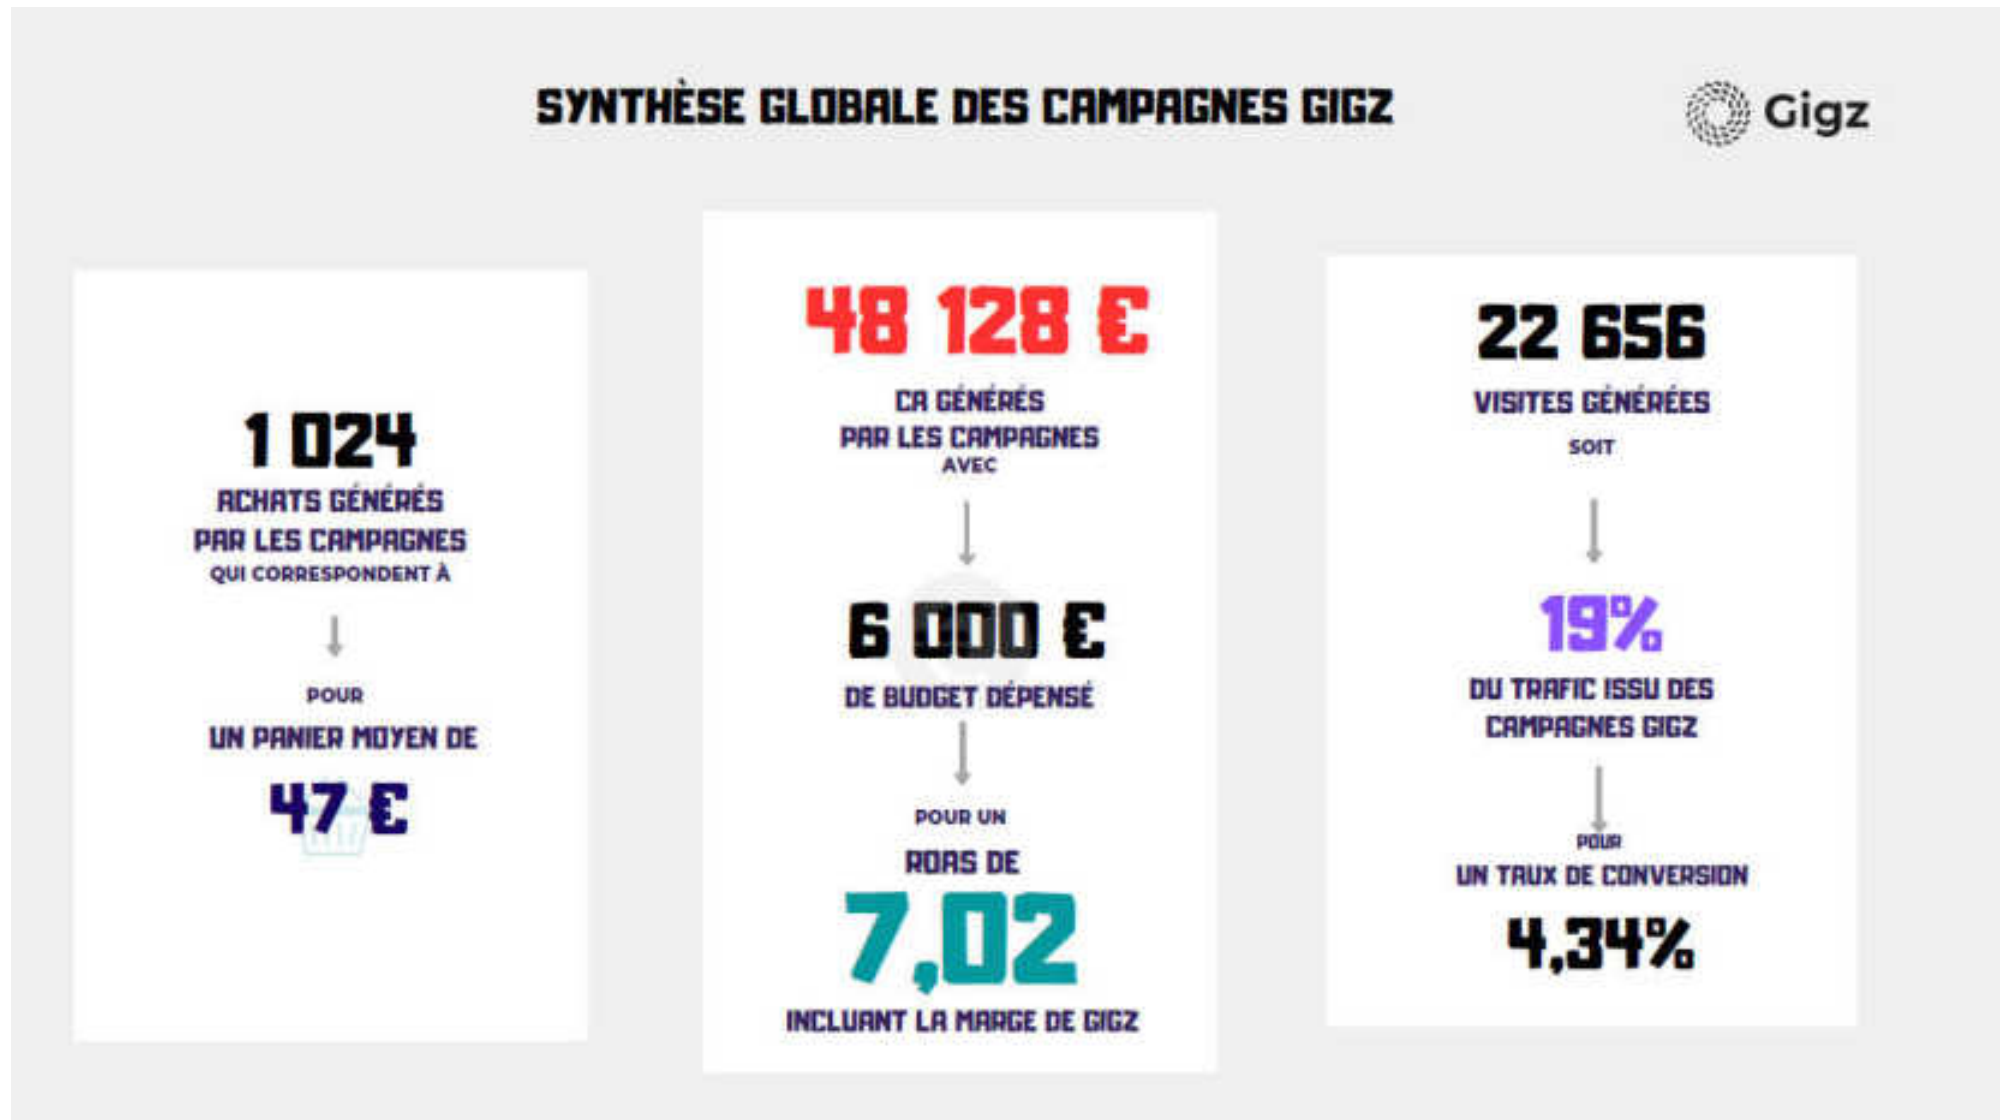 SYNTHÈSE GLOBALE DES CAMPAGNES GIGZ
Gigz
1 024
ACHATS GÉNÉRÉS
PAR LES CAMPAGNES
QUI CORRESPONDENT À
POUR
UN PANIER MOYEN DE
47 €
48 128 €
CA GÉNÉRÉS
PAR LES CAMPAGNES
AVEC
6 000 €
DE BUDGET DÉPENSÉ
POUR UN
ROAS DE
7,02
INCLUANT LA MARGE DE GIGZ
22 656
VISITES GÉNÉRÉES
SOIT
19%
DU TRAFIC ISSU DES
CAMPAGNES GIGZ
POUR
UN TAUX DE CONVERSION
4,34%